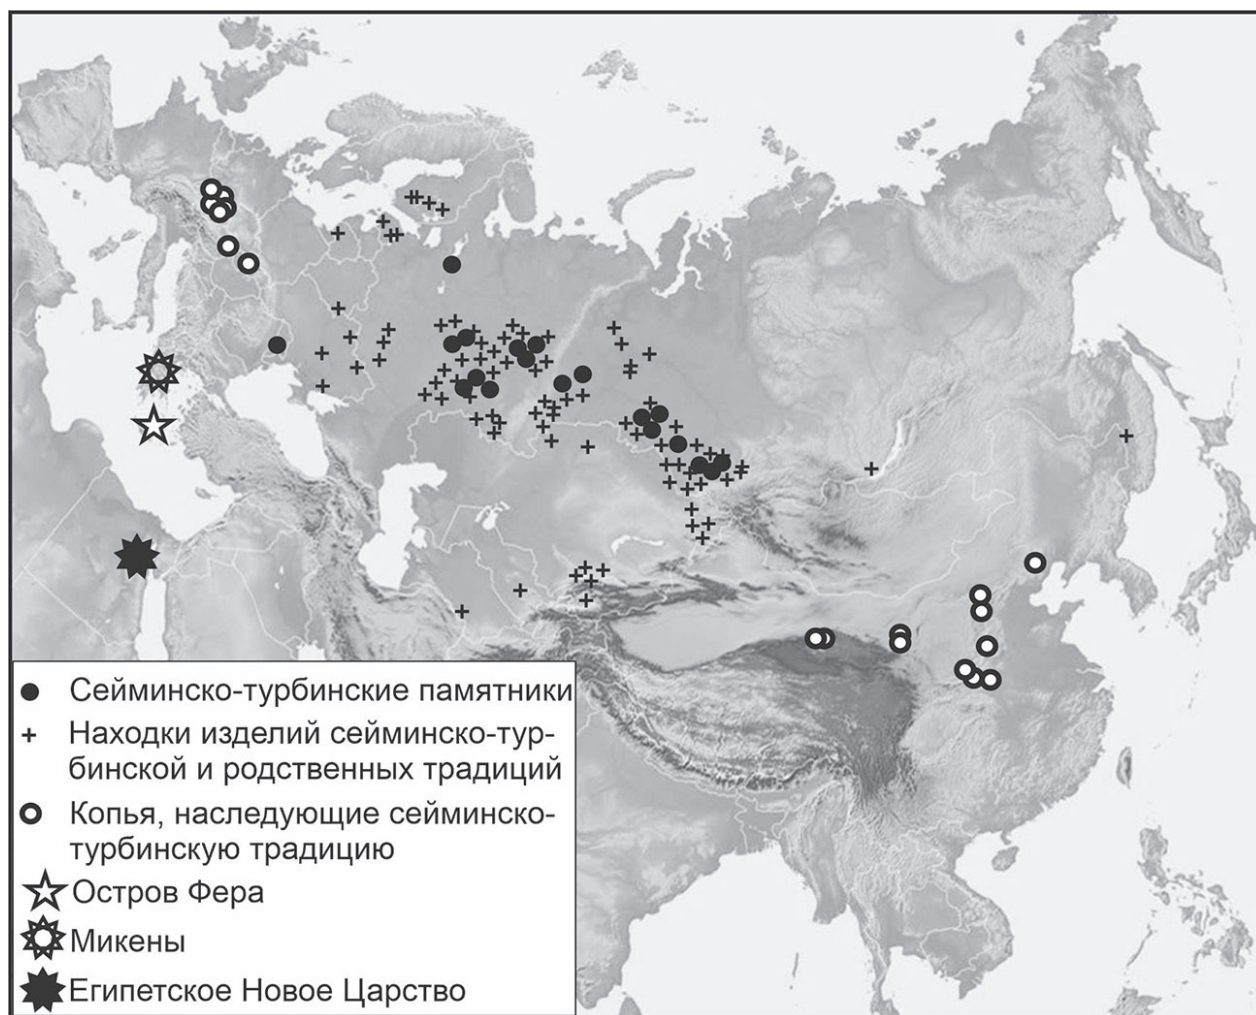 Сейминско-турбинские памятники
Находки изделий сейминско-тур-
бинской и родственных традиций
Копья, наследующие сейминско-
турбинскую традицию
Остров Фера
Микены
Египетское Новое Царство